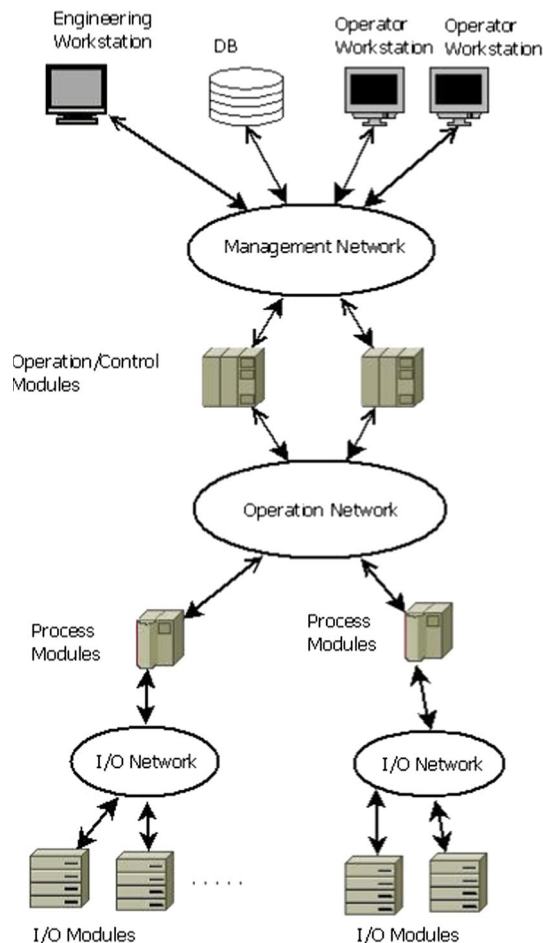 Engineering
Workstation
DB
Operator
Workstation
Operator
Workstation
Management Network
Operation/Control
Modules
Operation Network
Process
Modules
Process
Modules
I/O Network
I/O Network
.....
I/O Modules
I/O Modules